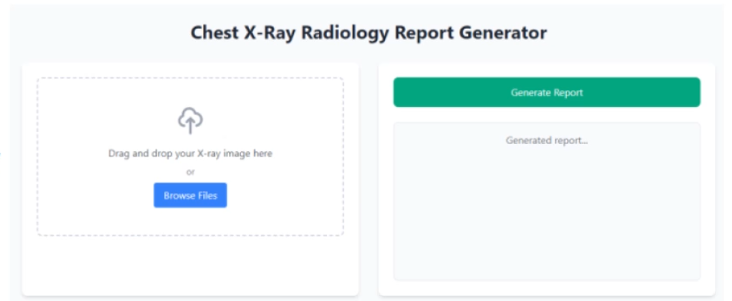 Chest X-Ray Radiology Report Generator
Drag and drop your X-ray image here
or
Browse Files
Generate Report
Generated report...